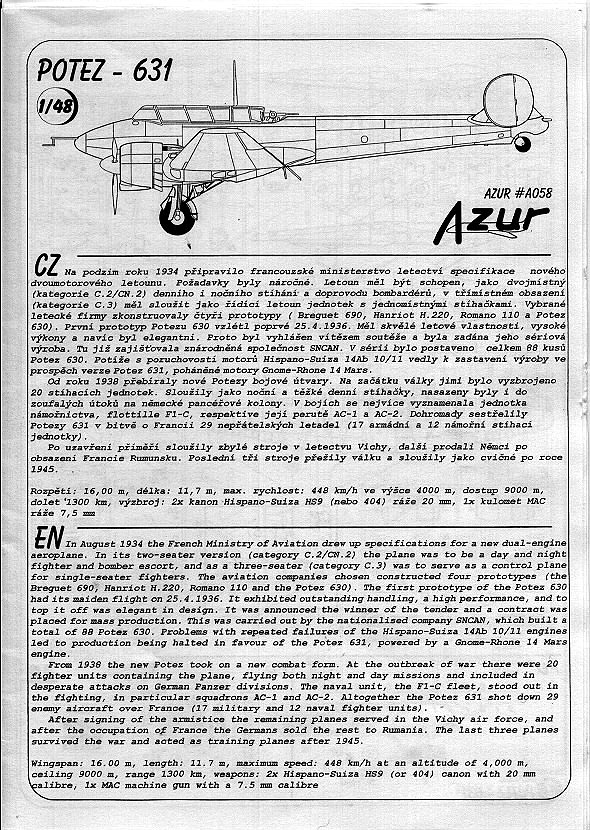 POTEZ - 631
1/48
AZUR #A058
Azur
CZ Na podzim roku 1934 připravilo francouzské ministerstvo letectví specifikace nového
dvoumotorového letounu. Požadavky byly náročné. Letoun měl být schopen, jako dvojmístný
(kategorie C.2/CN.2) denního i nočního stíhání a doprovodu bombardérů, v třímístném obsazení
(kategorie C.3) měl sloužit jako řídící letoun jednotek s jednomístnými stíhačkami. Vybrané
letecké firmy zkonstruovaly čtyři prototypy ( Breguet 690, Hanriot H.220, Romano 110 a Potez
630). První prototyp Potezu 630 vzlétl poprvé 25.4.1936. Měl skvělé letové vlastnosti, vysoké
výkony a navíc byl elegantní. Proto byl vyhlášen vítězem soutěže a byla zadána jeho sériová
výroba. Tu již zajišťovala znárodněná společnost SNCAN. V sérii bylo postaveno celkem 88 kusů
Potez 630. Potíže s poruchovostí motorů Hispano-Suiza 14Ab 10/11 vedly k zastavení výroby ve
prospěch verze Potez 631, poháněné motory Gnome-Rhone 14 Mars.
Od roku 1938 přebíraly nové Potezy bojové útvary. Na začátku války jimi bylo vyzbrojeno
20 stíhacích jednotek. Sloužily jako noční a těžké denní stíhačky, nasazeny byly i do
zoufalých útoků na německé pancéřové kolony. V bojích se nejvíce vyznamenala jednotka
námořnictva, flottille F1-C, respektive její perutě AC-1 a AC-2. Dohromady sestřelily
Potezy 631 v bitvě o Francii 29 nepřátelských letadel (17 armádní a 12 námořní stíhací
jednotky).
Po uzavření příměří sloužily zbylé stroje v letectvu Vichy, další prodali Němci po
obsazení Francie Rumunsku. Poslední tři stroje přežily válku a sloužily jako cvičné po roce
1945.
Rozpětí: 16,00 m, délka: 11,7 m, max. rychlost: 448 km/h ve výšce 4000 m, dostup 9000 m,
dolet 1300 km, výzbroj: 2x kanon Hispano-Suiza HS9 (nebo 404) ráže 20 mm, 1x kulomet MAC
ráže 7,5 mm
EN In August 1934 the French Ministry of Aviation drew up specifications for a new dual-engine
aeroplane. In its two-seater version (category C.2/CN.2) the plane was to be a day and night
fighter and bomber escort, and as a three-seater (category C.3) was to serve as a control plane
for single-seater fighters. The aviation companies chosen constructed four prototypes (the
Breguet 690, Hanriot H.220, Romano 110 and the Potez 630). The first prototype of the Potez 630
had its maiden flight on 25.4.1936. It exhibited outstanding handling, a high performance, and to
top it off was elegant in design. It was announced the winner of the tender and a contract was
placed for mass production. This was carried out by the nationalised company SNCAN, which built a
total of 88 Potez 630. Problems with repeated failures of the Hispano-Suiza 14Ab 10/11 engines
led to production being halted in favour of the Potez 631, powered by a Gnome-Rhone 14 Mars
engine.
From 1938 the new Potez took on a new combat form. At the outbreak of war there were 20
fighter units containing the plane, flying both night and day missions and included in
desperate attacks on German Panzer divisions. The naval unit, the F1-C fleet, stood out in
the fighting, in particular squadrons AC-1 and AC-2. Altogether the Potez 631 shot down 29
enemy aircraft over France (17 military and 12 naval fighter units).
After signing of the armistice the remaining planes served in the Vichy air force, and
after the occupation of France the Germans sold the rest to Rumania. The last three planes
survived the war and acted as training planes after 1945.
Wingspan: 16.00 m, length: 11.7 m, maximum speed: 448 km/h at an altitude of 4,000 m,
ceiling 9000 m, range 1300 km, weapons: 2x Hispano-Suiza HS9 (or 404) canon with 20 mm
calibre, 1x MAC machine gun with a 7.5 mm calibre